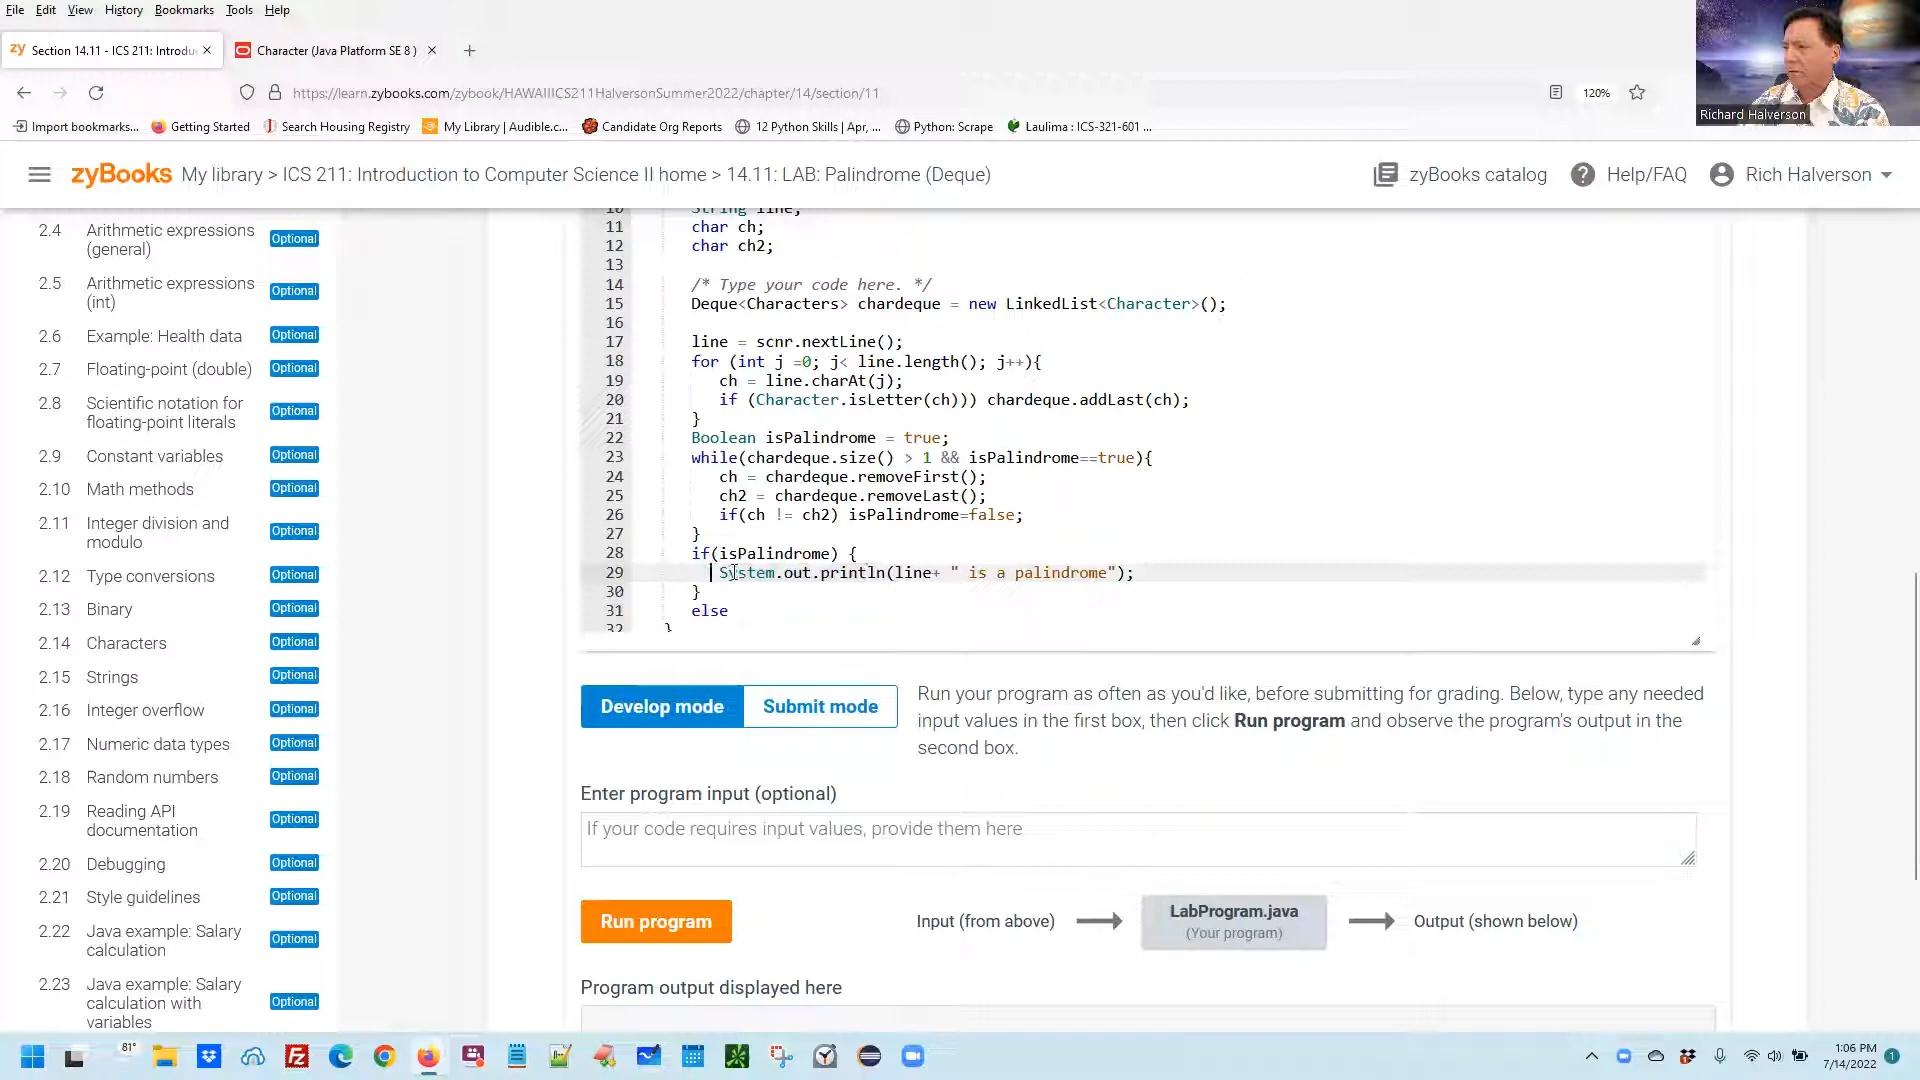 File Edit View History Bookmarks Tools Help
zy Section 14.11 - ICS 211: Introdu
Character (Java Platform SE 8 )
https://learn.zybooks.com/zybook/HAWAIIICS211HalversonSummer2022/chapter/14/section/11
120%
Import bookmarks... Getting Started Search Housing Registry My Library | Audible.c... Candidate Org Reports 12 Python Skills | Apr, ... Python: Scrape Laulima : ICS-321-601 ...
Richard Halverson
zyBooks My library > ICS 211: Introduction to Computer Science II home > 14.11: LAB: Palindrome (Deque)
zyBooks catalog
Help/FAQ
Rich Halverson
2.4 Arithmetic expressions (general) Optional
2.5 Arithmetic expressions (int) Optional
2.6 Example: Health data Optional
2.7 Floating-point (double) Optional
2.8 Scientific notation for floating-point literals Optional
2.9 Constant variables Optional
2.10 Math methods Optional
2.11 Integer division and modulo Optional
2.12 Type conversions Optional
2.13 Binary Optional
2.14 Characters Optional
2.15 Strings Optional
2.16 Integer overflow Optional
2.17 Numeric data types Optional
2.18 Random numbers Optional
2.19 Reading API documentation Optional
2.20 Debugging Optional
2.21 Style guidelines Optional
2.22 Java example: Salary calculation Optional
2.23 Java example: Salary calculation with variables Optional
10 String line;
11 char ch;
12 char ch2;
13
14 /* Type your code here. */
15 Deque<Characters> chardeque = new LinkedList<Character>();
16
17 line = scnr.nextLine();
18 for (int j =0; j< line.length(); j++){
19 ch = line.charAt(j);
20 if (Character.isLetter(ch))) chardeque.addLast(ch);
21 }
22 Boolean isPalindrome = true;
23 while(chardeque.size() > 1 && isPalindrome==true){
24 ch = chardeque.removeFirst();
25 ch2 = chardeque.removeLast();
26 if(ch != ch2) isPalindrome=false;
27 }
28 if(isPalindrome) {
29 System.out.println(line+ " is a palindrome");
30 }
31 else
32 }
Develop mode
Submit mode
Run your program as often as you'd like, before submitting for grading. Below, type any needed
input values in the first box, then click Run program and observe the program's output in the
second box.
Enter program input (optional)
If your code requires input values, provide them here
Run program
Input (from above)
LabProgram.java
(Your program)
Output (shown below)
Program output displayed here
81°
1:06 PM
7/14/2022
1